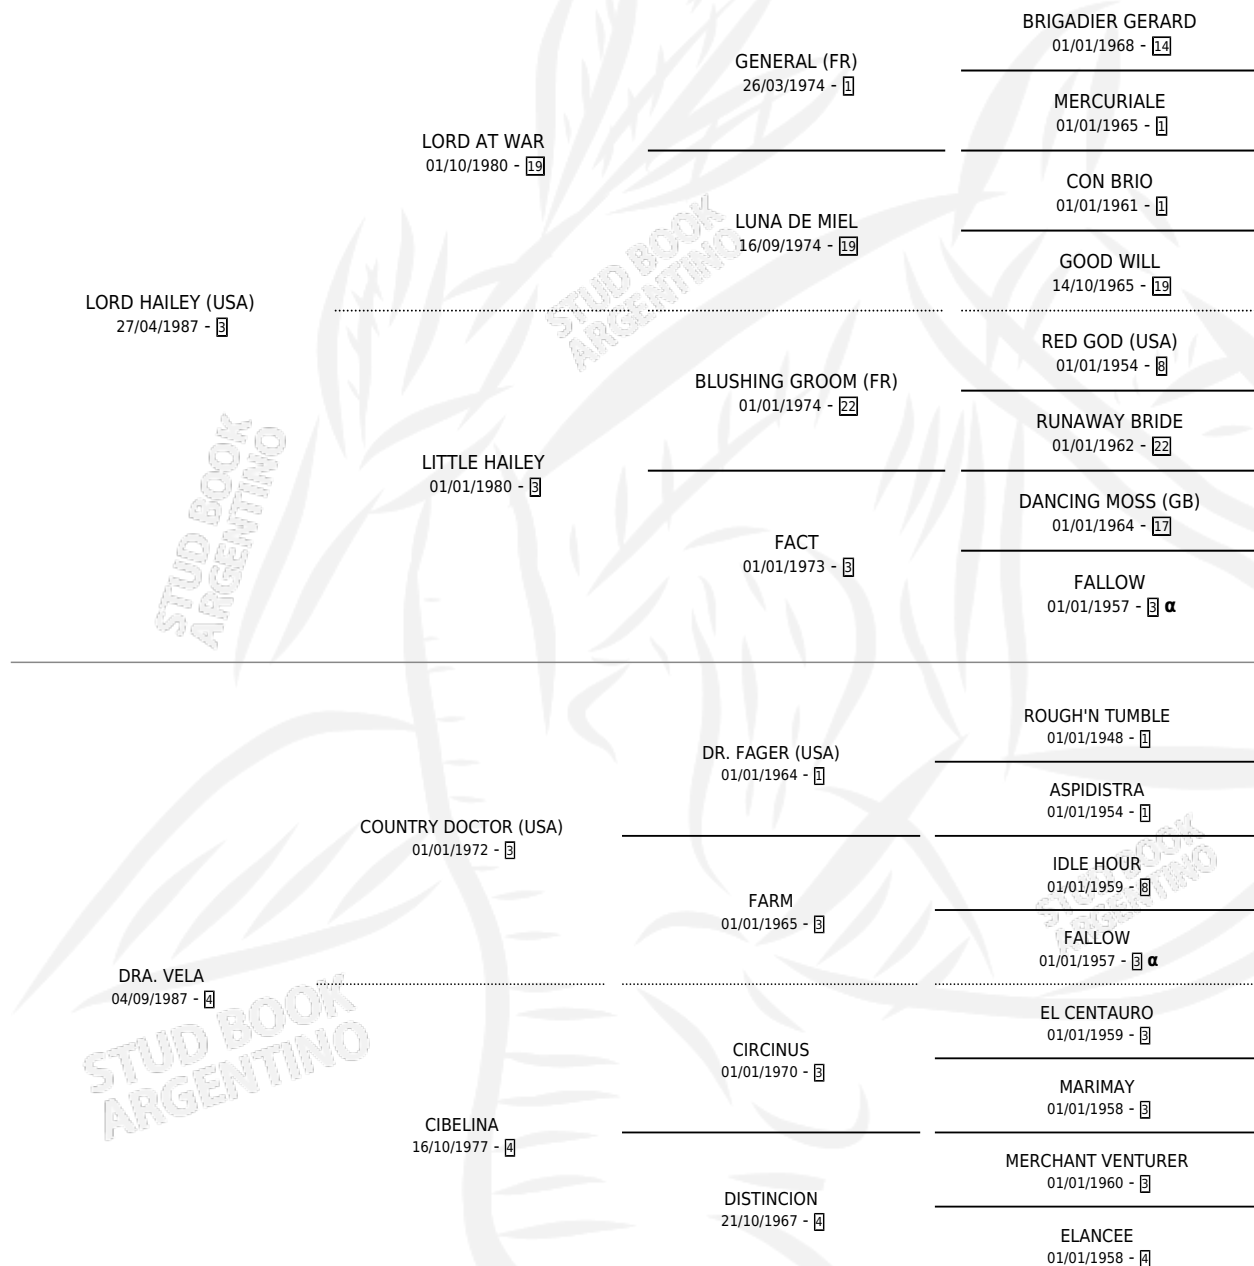 BRIGADIER GERARD
01/01/1968 - 14
GENERAL (FR)
26/03/1974 - 1
MERCURIALE
01/01/1965 - 1
LORD AT WAR
01/10/1980 - 19
CON BRIO
01/01/1961 - 1
LUNA DE MIEL
16/09/1974 - 19
GOOD WILL
14/10/1965 - 19
LORD HAILEY (USA)
27/04/1987 - 3
STUD BOOK
ARGENTINO
RED GOD (USA)
01/01/1954 - 8
BLUSHING GROOM (FR)
01/01/1974 - 22
RUNAWAY BRIDE
01/01/1962 - 22
LITTLE HAILEY
01/01/1980 - 3
DANCING MOSS (GB)
01/01/1964 - 17
FACT
01/01/1973 - 3
FALLOW
01/01/1957 - 3 α
STUD BOOK
ARGENTINO
ROUGH'N TUMBLE
01/01/1948 - 1
DR. FAGER (USA)
01/01/1964 - 1
ASPIDISTRA
01/01/1954 - 1
COUNTRY DOCTOR (USA)
01/01/1972 - 3
IDLE HOUR
01/01/1959 - 8
FARM
01/01/1965 - 3
STUD BOOK
ARGENTINO
FALLOW
01/01/1957 - 3 α
DRA. VELA
04/09/1987 - 4
STUD BOOK
ARGENTINO
EL CENTAURO
01/01/1959 - 3
CIRCINUS
01/01/1970 - 3
MARIMAY
01/01/1958 - 3
CIBELINA
16/10/1977 - 4
MERCHANT VENTURER
01/01/1960 - 3
DISTINCION
21/10/1967 - 4
ELANCEE
01/01/1958 - 4